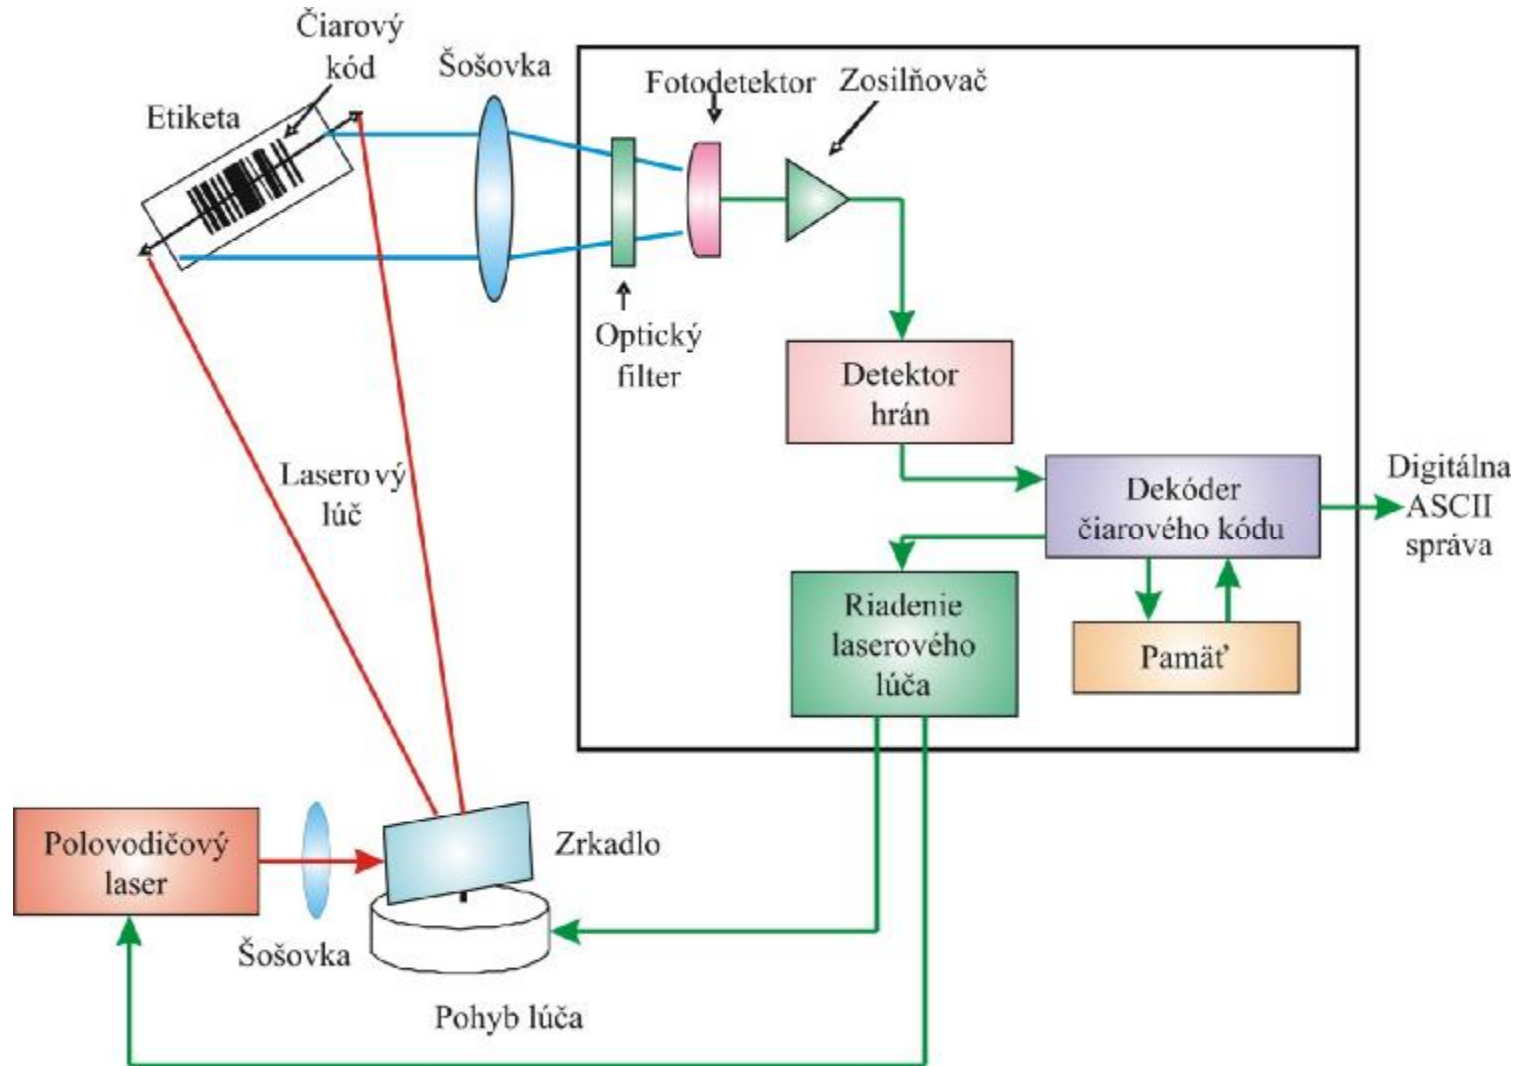 Čiarový
kód
Etiketa
Šošovka
Fotodetektor
Zosilňovač
Optický
filter
Detektor
hrán
Laserový
lúč
Dekóder
čiarového kódu
Digitálna
ASCII
správa
Riadenie
laserového
lúča
Pamäť
Polovodičový
laser
Zrkadlo
Šošovka
Pohyb lúča